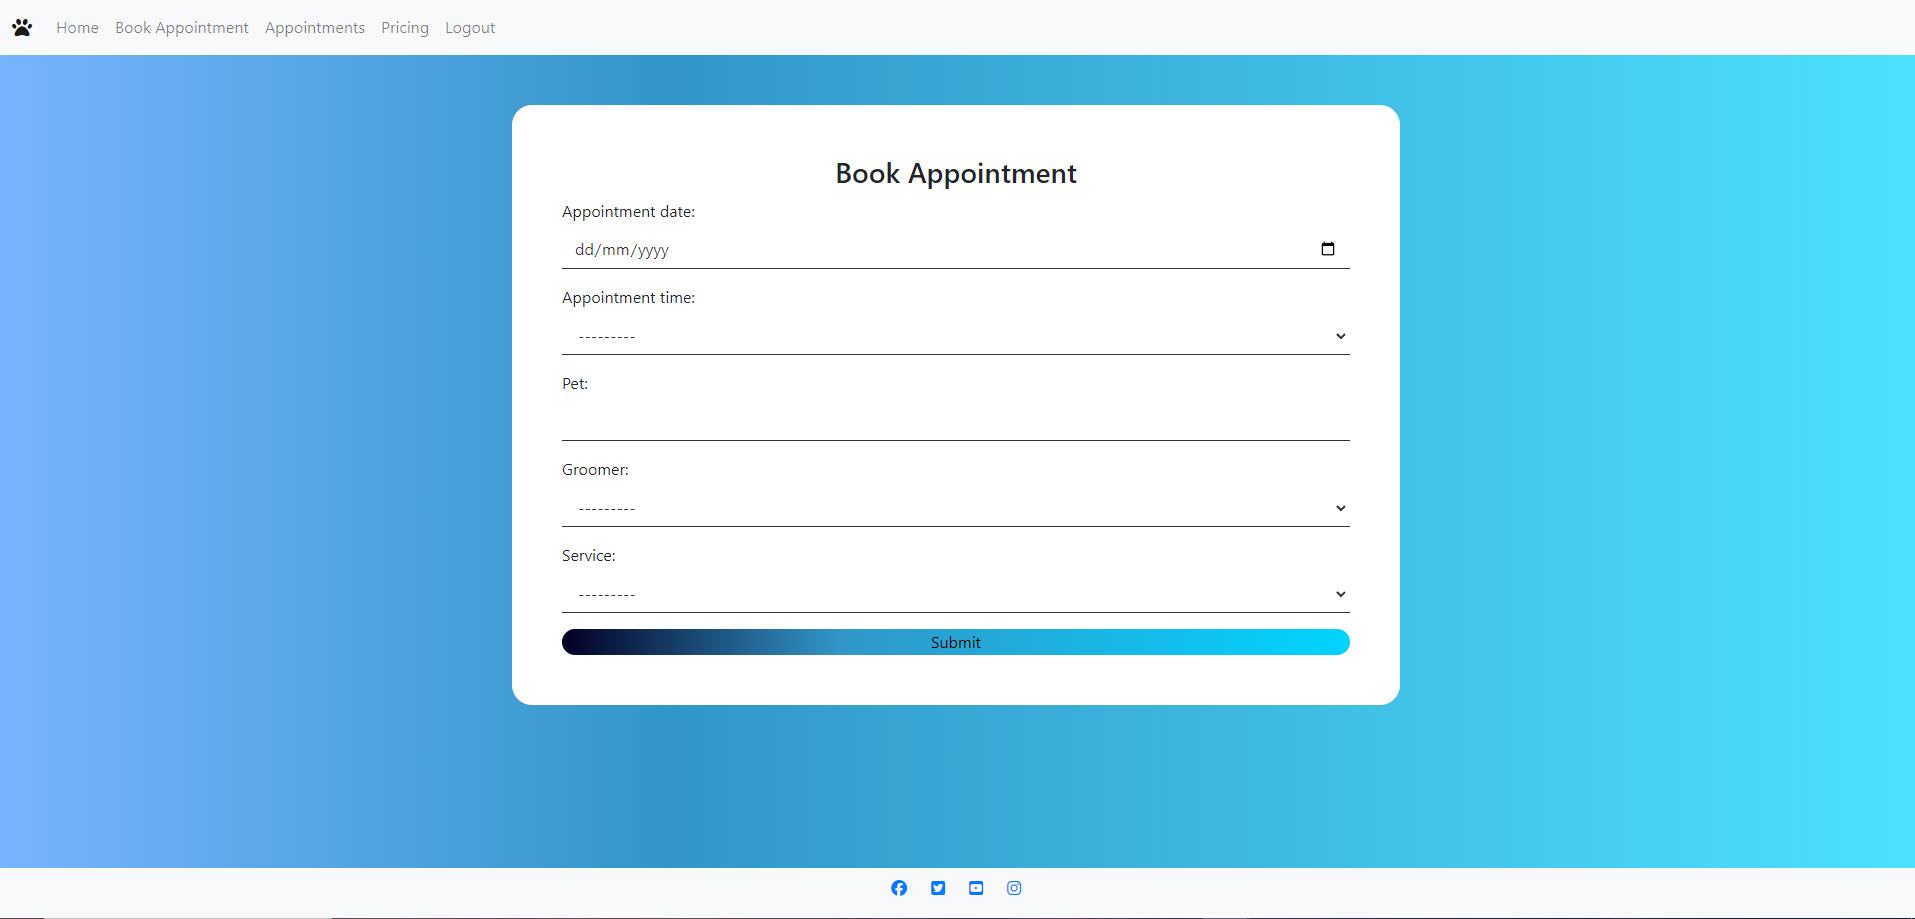 Home Book Appointment Appointments Pricing Logout
Book Appointment
Appointment date:
dd/mm/yyyy
Appointment time:
---------
Pet:
Groomer:
---------
Service:
---------
Submit